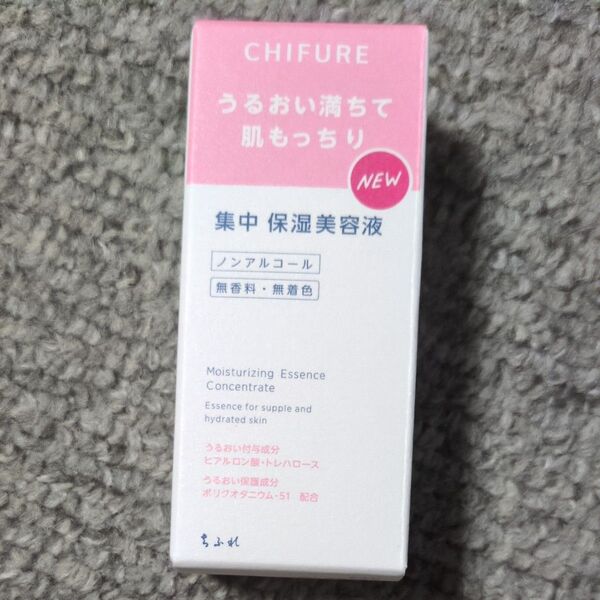 CHIFURE
うるおい満ちて
肌もっちり
NEW
集中 保湿美容液
ノンアルコール
無香料・無着色
Moisturizing Essence
Concentrate
Essence for supple and
hydrated skin
うるおい付与成分
ヒアルロン酸・トレハロース
うるおい保護成分
ポリクオタニウム-51 配合
ちふれ